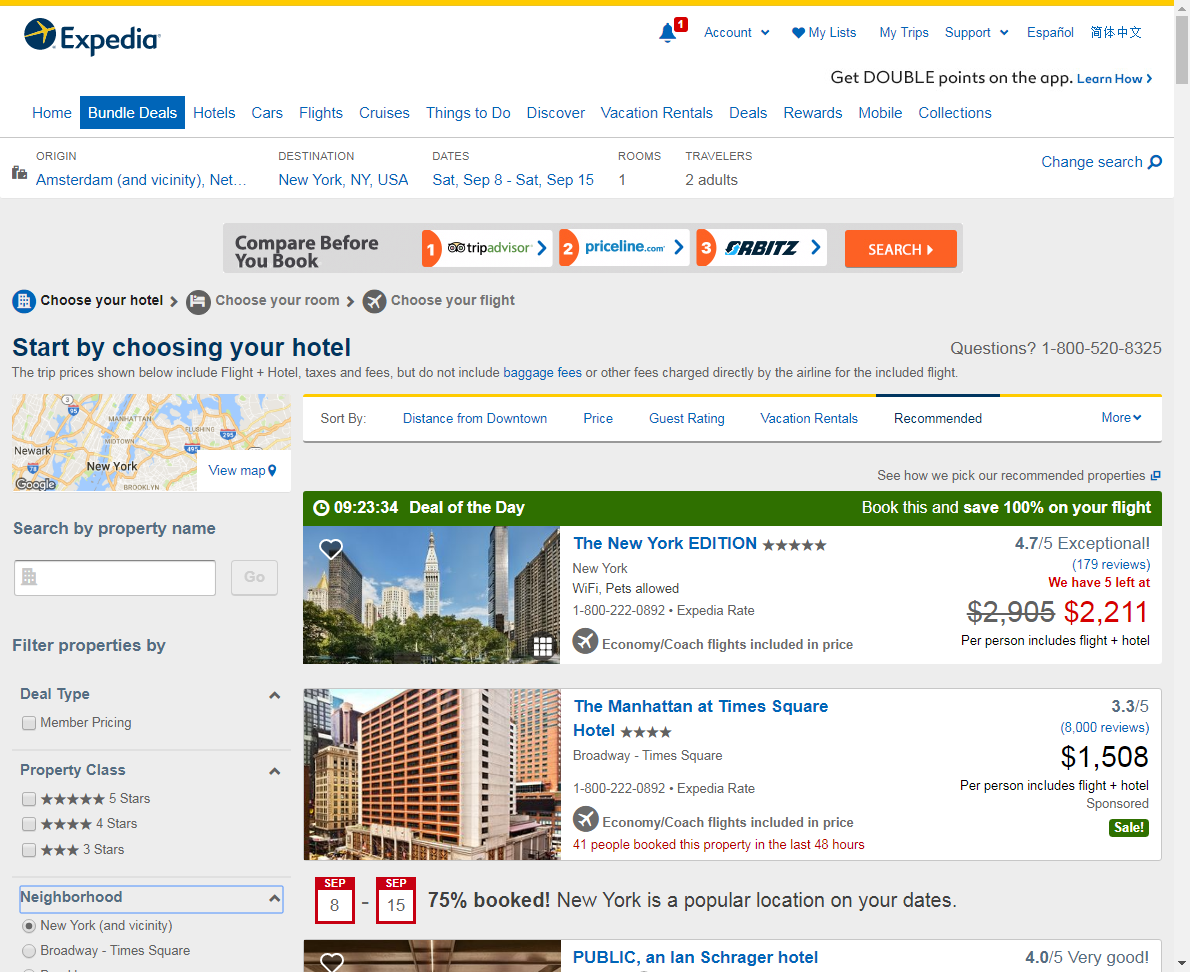 Expedia
1
Account
My Lists
My Trips
Support
Español
简体中文
Get DOUBLE points on the app. Learn How
Home
Bundle Deals
Hotels
Cars
Flights
Cruises
Things to Do
Discover
Vacation Rentals
Deals
Rewards
Mobile
Collections
ORIGIN
Amsterdam (and vicinity), Net...
DESTINATION
New York, NY, USA
DATES
Sat, Sep 8 - Sat, Sep 15
ROOMS
1
TRAVELERS
2 adults
Change search
Compare Before
You Book
1 tripadvisor
2 priceline.com
3 ORBITZ
SEARCH
Choose your hotel
Choose your room
Choose your flight
Start by choosing your hotel
Questions? 1-800-520-8325
The trip prices shown below include Flight + Hotel, taxes and fees, but do not include baggage fees or other fees charged directly by the airline for the included flight.
3
95
MANHATTAN
FLUSHING
295
MIDTOWN
495
Newark
78
New York
BROOKLYN
Google
View map
Sort By:
Distance from Downtown
Price
Guest Rating
Vacation Rentals
Recommended
More
See how we pick our recommended properties
Search by property name
Go
Filter properties by
Deal Type
Member Pricing
Property Class
5 Stars
4 Stars
3 Stars
Neighborhood
New York (and vicinity)
Broadway - Times Square
09:23:34 Deal of the Day
Book this and save 100% on your flight
The New York EDITION
New York
WiFi, Pets allowed
1-800-222-0892 • Expedia Rate
Economy/Coach flights included in price
4.7/5 Exceptional!
(179 reviews)
We have 5 left at
$2,905 $2,211
Per person includes flight + hotel
The Manhattan at Times Square
Hotel
Broadway - Times Square
1-800-222-0892 • Expedia Rate
Economy/Coach flights included in price
41 people booked this property in the last 48 hours
3.3/5
(8,000 reviews)
$1,508
Per person includes flight + hotel
Sponsored
Sale!
SEP
8
-
SEP
15
75% booked! New York is a popular location on your dates.
PUBLIC, an Ian Schrager hotel
4.0/5 Very good!